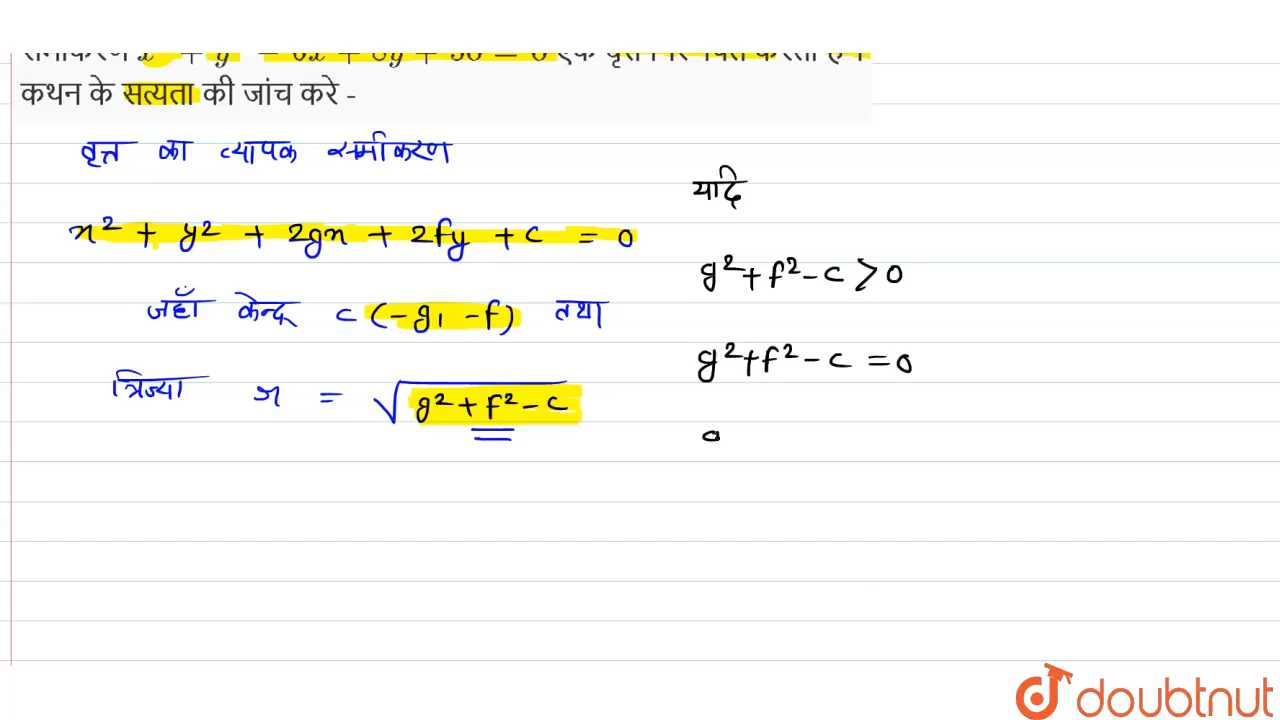 कथन के सत्यता की जांच करे -
वृत्त का व्यापक समीकरण
x² + y² + 2gx + 2fy + c = 0
जहाँ केन्द्र c (-g, -f) तथा
त्रिज्या r = √g² + f² - c
यदि
g² + f² - c > 0
g² + f² - c = 0
doubtnut